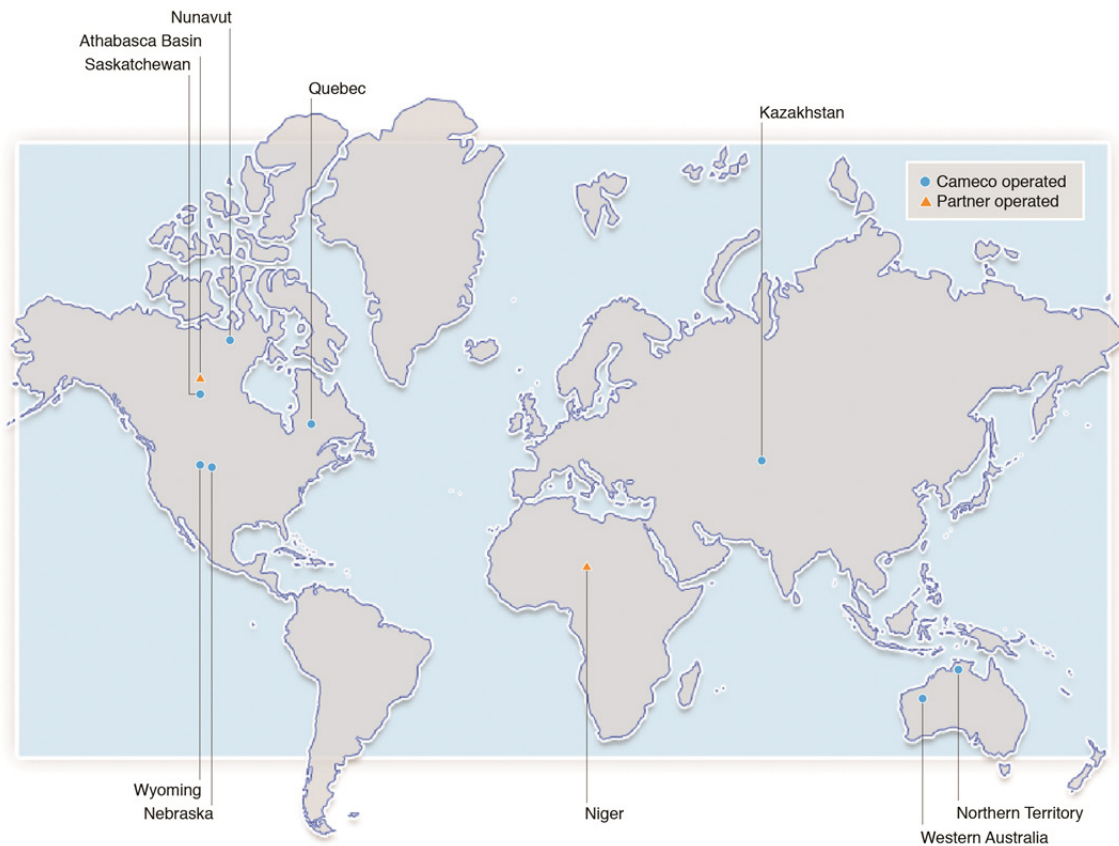 Nunavut
Athabasca Basin
Saskatchewan
Quebec
Kazakhstan
Cameco operated
Partner operated
Wyoming
Nebraska
Niger
Northern Territory
Western Australia